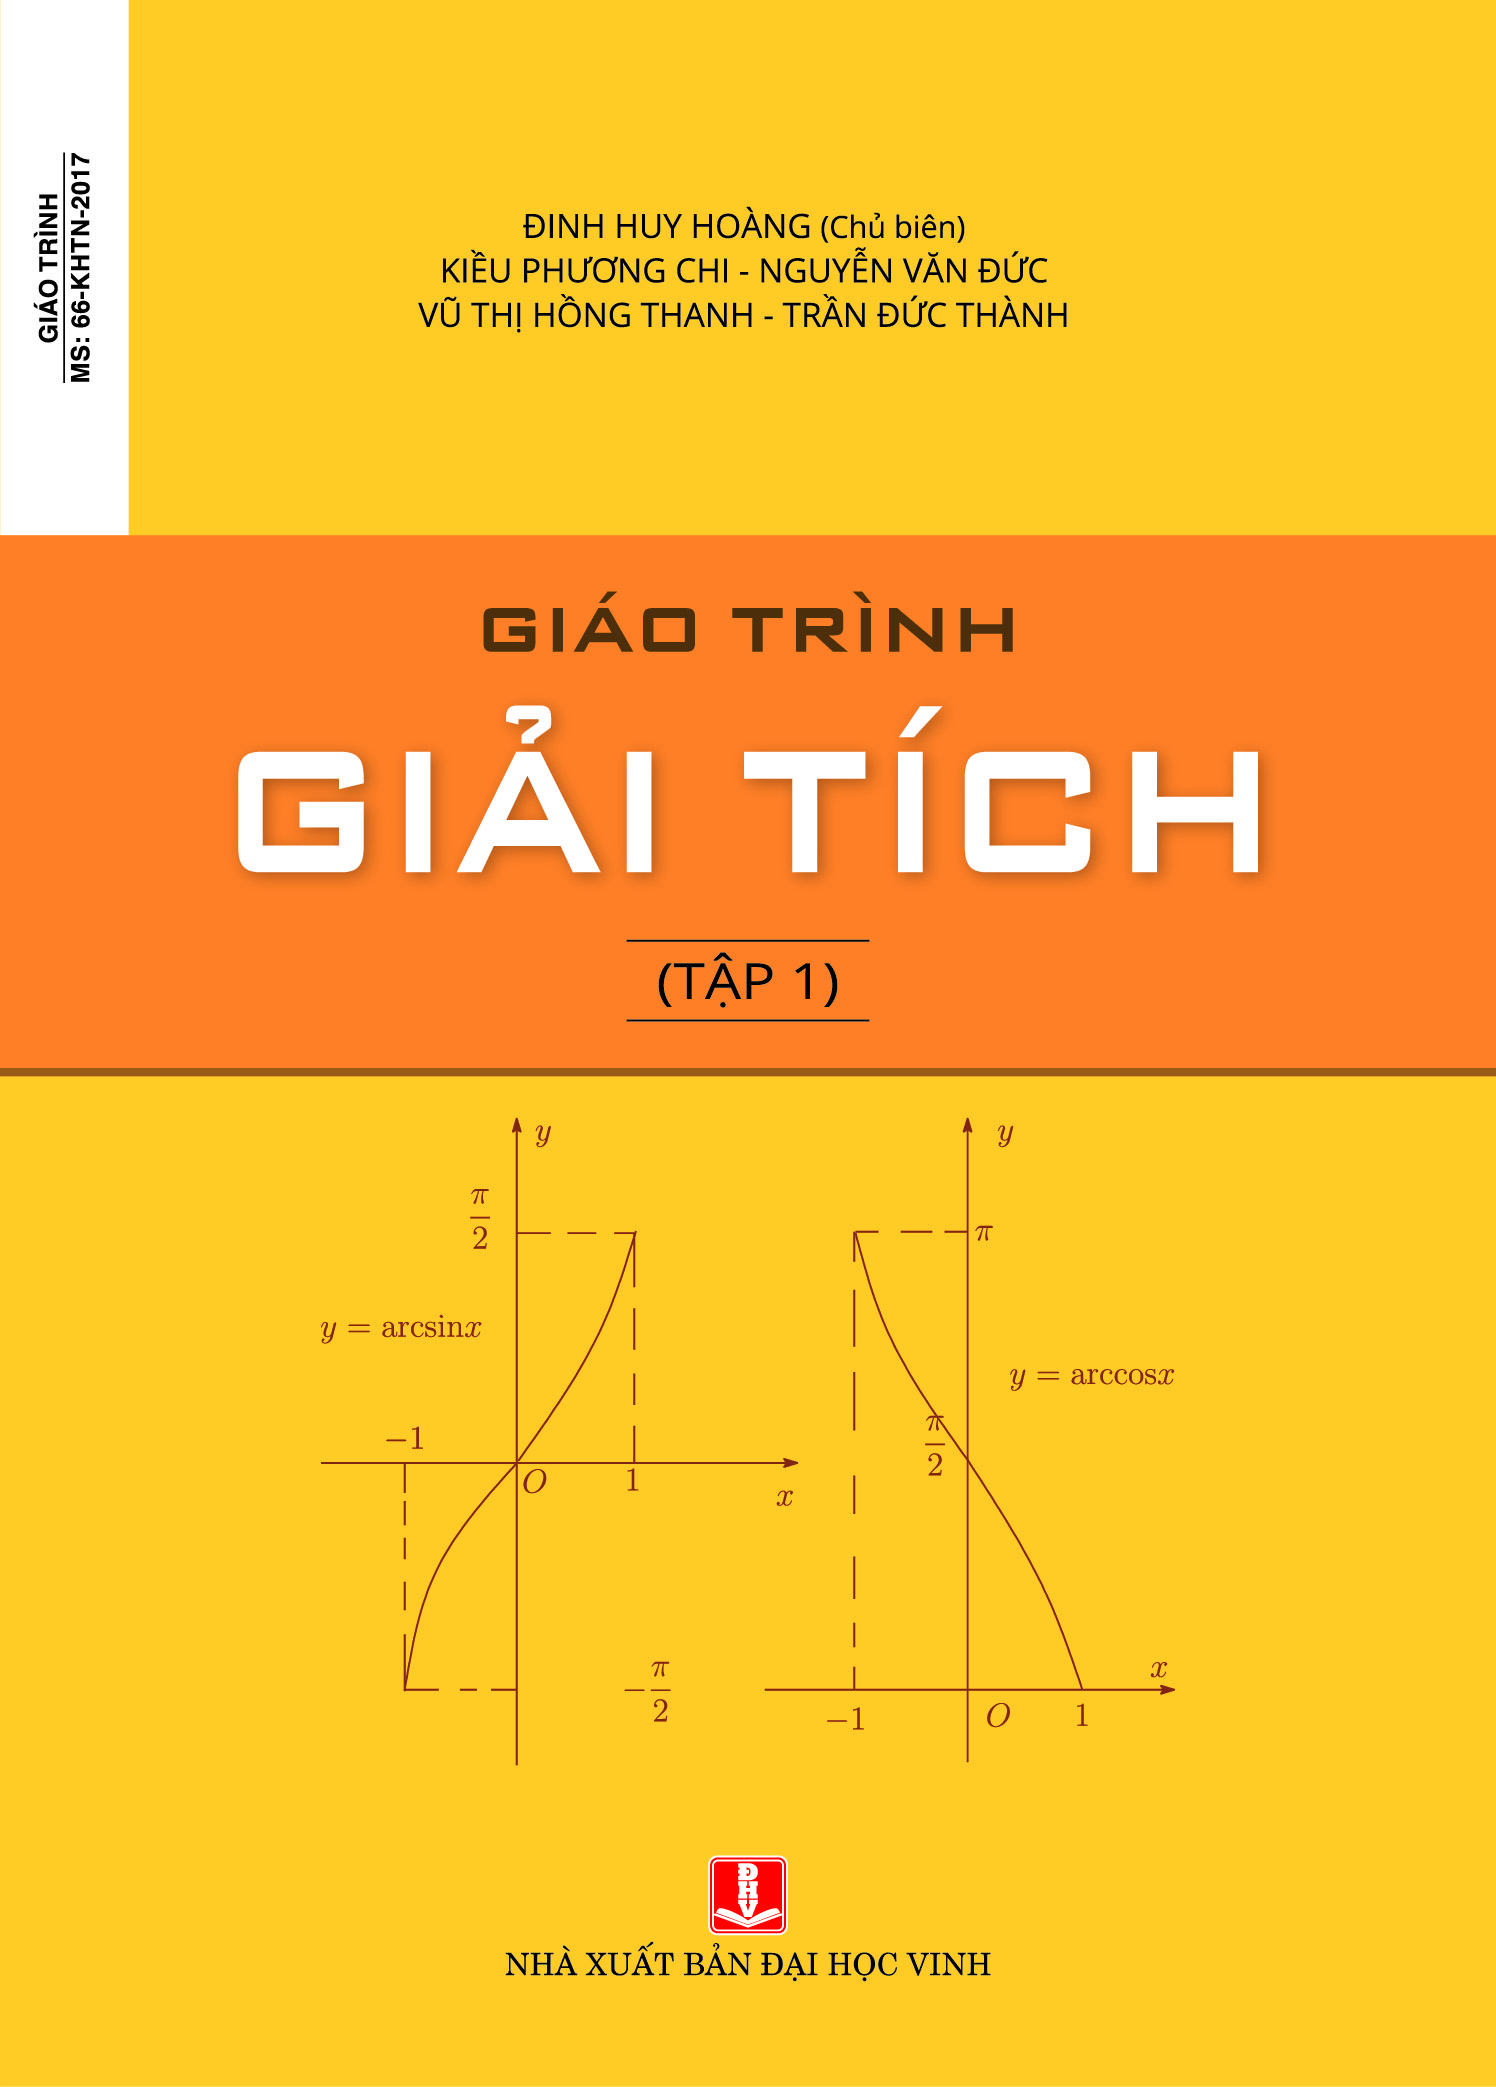 GIÁO TRÌNH
MS: 66-KHTN-2017
ĐINH HUY HOÀNG (Chủ biên)
KIỀU PHƯƠNG CHI - NGUYỄN VĂN ĐỨC
VŨ THỊ HỒNG THANH - TRẦN ĐỨC THÀNH
GIÁO TRÌNH
GIẢI TÍCH
(TẬP 1)
y
π
2
y = arcsinx
−1
O
1
x
−π
2
y
π
y = arccosx
π
2
x
−1
O
1
ĐHV
NHÀ XUẤT BẢN ĐẠI HỌC VINH